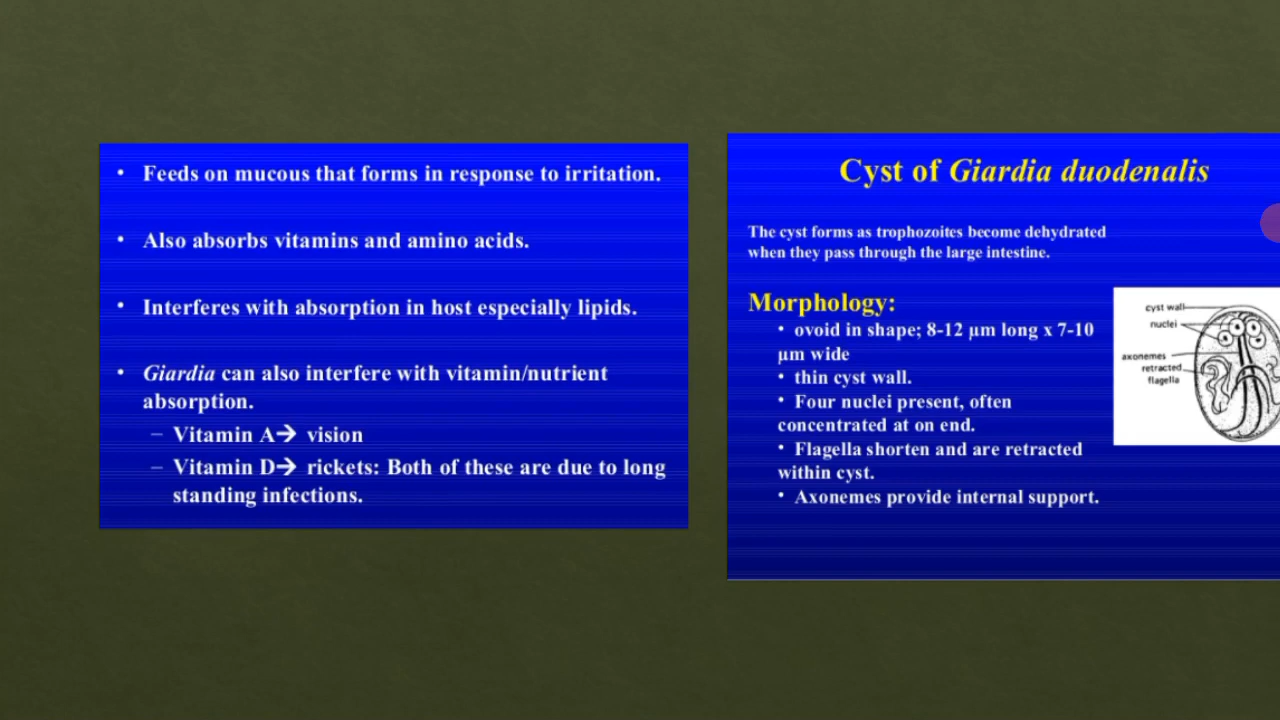 • Feeds on mucous that forms in response to irritation.
• Also absorbs vitamins and amino acids.
• Interferes with absorption in host especially lipids.
• Giardia can also interfere with vitamin/nutrient
absorption.
– Vitamin A→ vision
– Vitamin D→ rickets: Both of these are due to long
standing infections.
Cyst of Giardia duodenalis
The cyst forms as trophozoites become dehydrated
when they pass through the large intestine.
Morphology:
• ovoid in shape; 8-12 µm long x 7-10
µm wide
• thin cyst wall.
• Four nuclei present, often
concentrated at on end.
• Flagella shorten and are retracted
within cyst.
• Axonemes provide internal support.
cyst wall
nuclei
axonemes
retracted
flagella